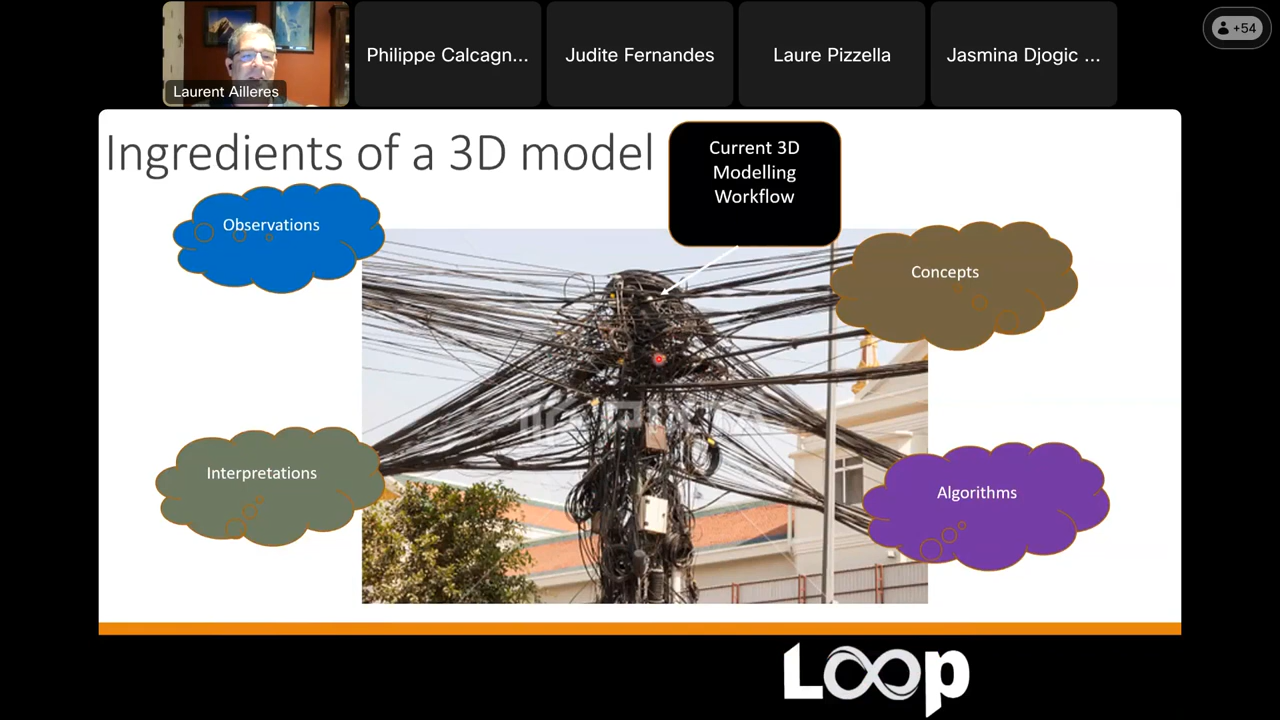 Philippe Calcagn...
Judite Fernandes
Laure Pizzella
Jasmina Djogic ...
+54
Laurent Ailleres
Ingredients of a 3D model
Current 3D
Modelling
Workflow
Observations
Concepts
Interpretations
Algorithms
Loop